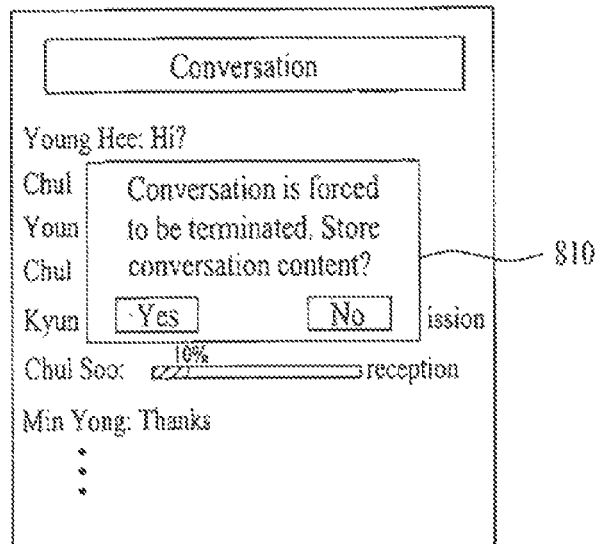 Conversation
Young Hee: Hi?
Chul
Youn
Chul
Kyun
Conversation is forced
to be terminated. Store
conversation content?
Yes No
ission
810
10%
Chul Soo: reception
Min Yong: Thanks